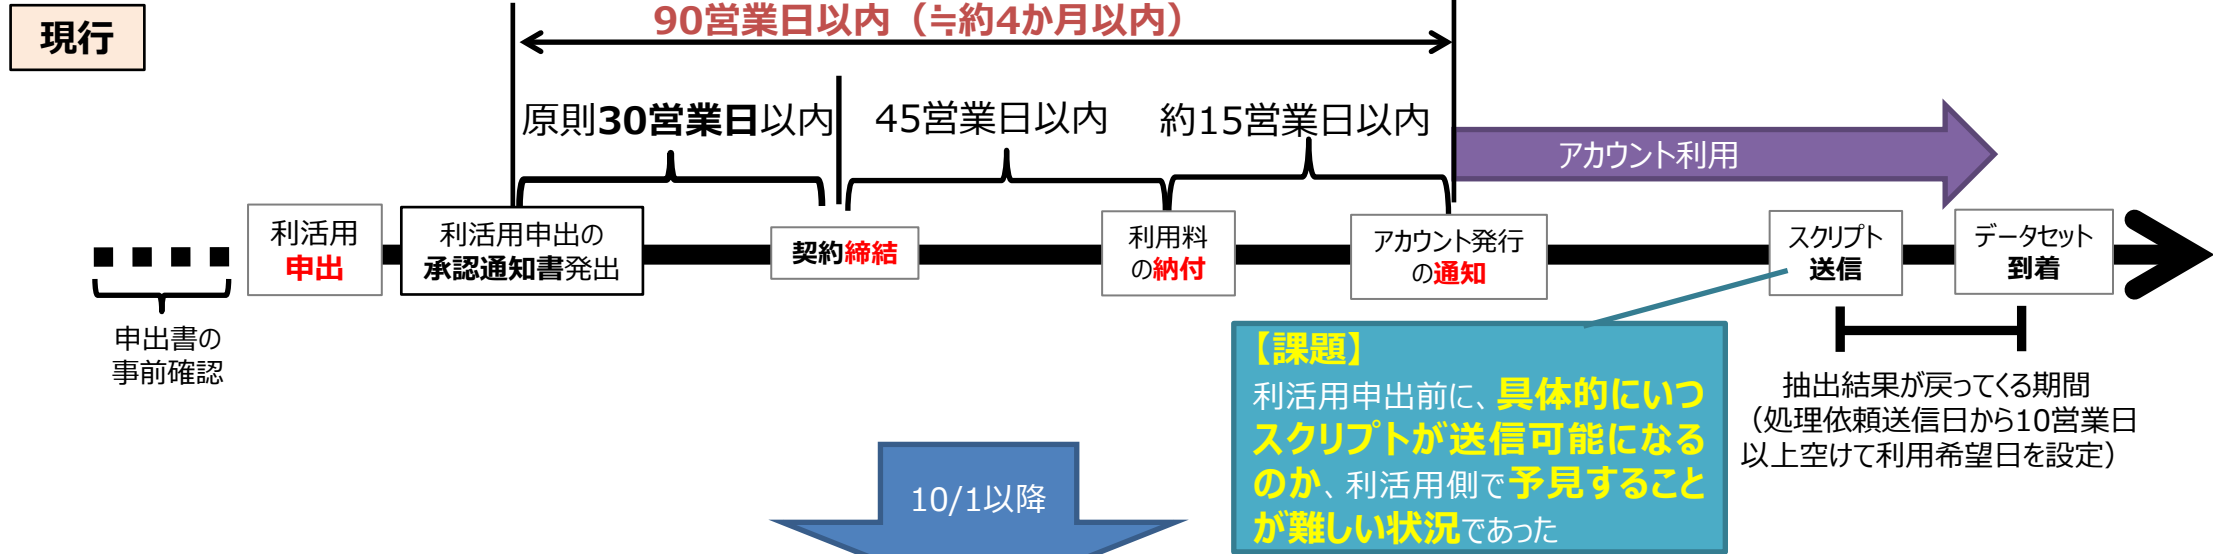 現行
90営業日以内（≒約4か月以内）
原則30営業日以内
45営業日以内
約15営業日以内
アカウント利用
利活用
申出
利活用申出の
承認通知書発出
契約締結
利用料
の納付
アカウント発行
の通知
スクリプト
送信
データセット
到着
申出書の
事前確認
【課題】
利活用申出前に、具体的にいつ
スクリプトが送信可能になる
のか、利活用側で予見すること
が難しい状況であった
抽出結果が戻ってくる期間
（処理依頼送信日から10営業日
以上空けて利用希望日を設定）
10/1以降